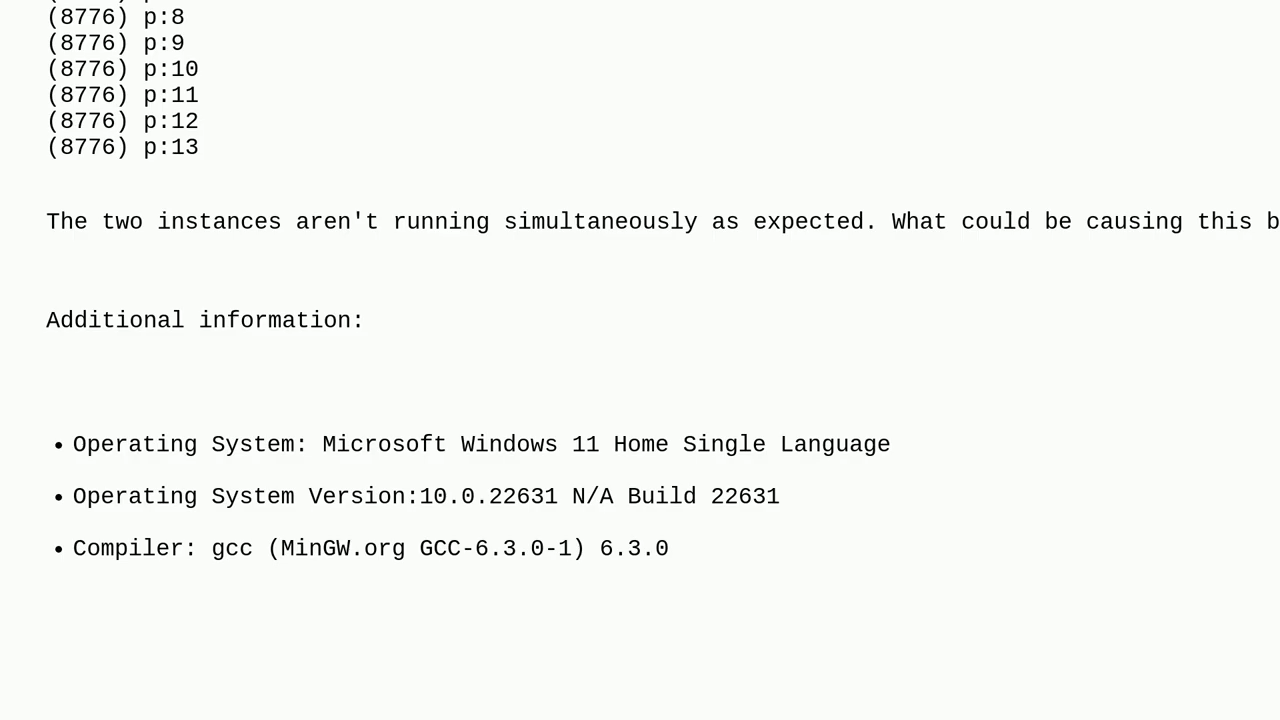 (8776) p:8
(8776) p:9
(8776) p:10
(8776) p:11
(8776) p:12
(8776) p:13
The two instances aren't running simultaneously as expected. What could be causing this
Additional information:
• Operating System: Microsoft Windows 11 Home Single Language
• Operating System Version:10.0.22631 N/A Build 22631
• Compiler: gcc (MinGW.org GCC-6.3.0-1) 6.3.0